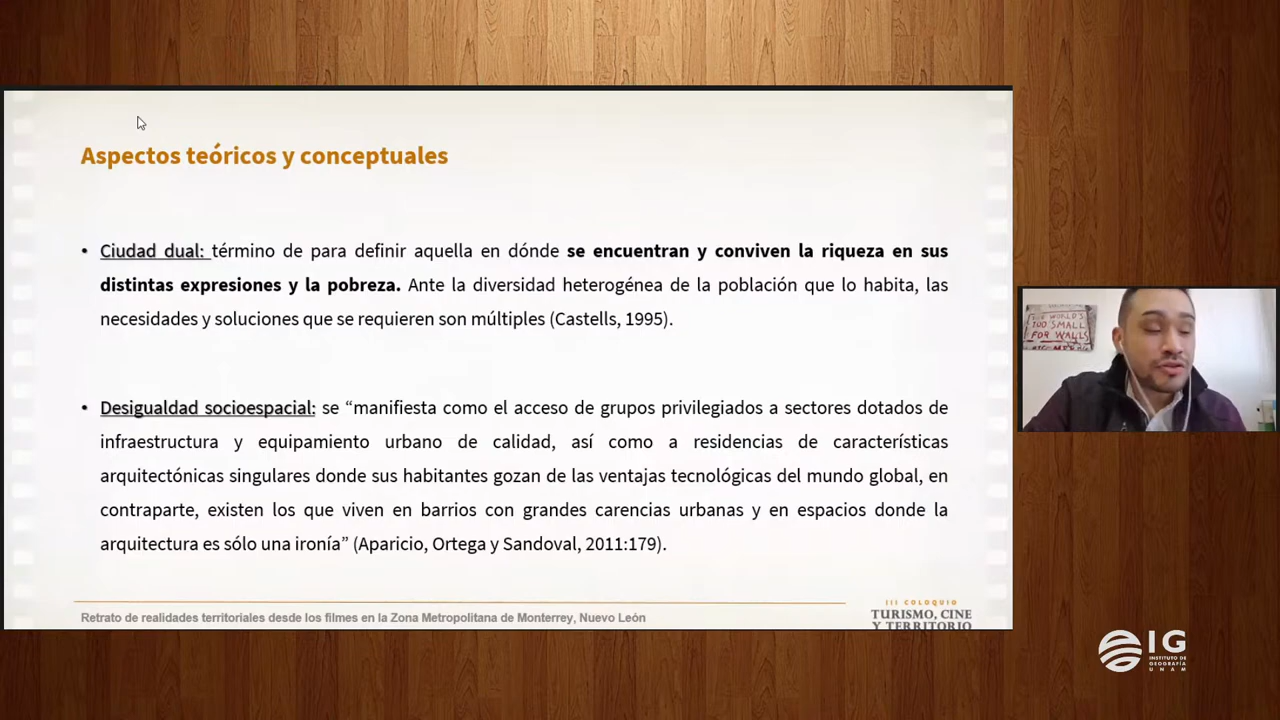 Aspectos teóricos y conceptuales
• Ciudad dual: término de para definir aquella en dónde se encuentran y conviven la riqueza en sus
distintas expresiones y la pobreza. Ante la diversidad heterogénea de la población que lo habita, las
necesidades y soluciones que se requieren son múltiples (Castells, 1995).
• Desigualdad socioespacial: se “manifiesta como el acceso de grupos privilegiados a sectores dotados de
infraestructura y equipamiento urbano de calidad, así como a residencias de características
arquitectónicas singulares donde sus habitantes gozan de las ventajas tecnológicas del mundo global, en
contraparte, existen los que viven en barrios con grandes carencias urbanas y en espacios donde la
arquitectura es sólo una ironía” (Aparicio, Ortega y Sandoval, 2011:179).
Retrato de realidades territoriales desde los filmes en la Zona Metropolitana de Monterrey, Nuevo León
III COLOQUIO
TURISMO, CINE
Y TERRITORIO
WORLD'S
TOO SMALL
FOR WALLS
IG
INSTITUTO DE
GEOGRAFÍA
UNAM